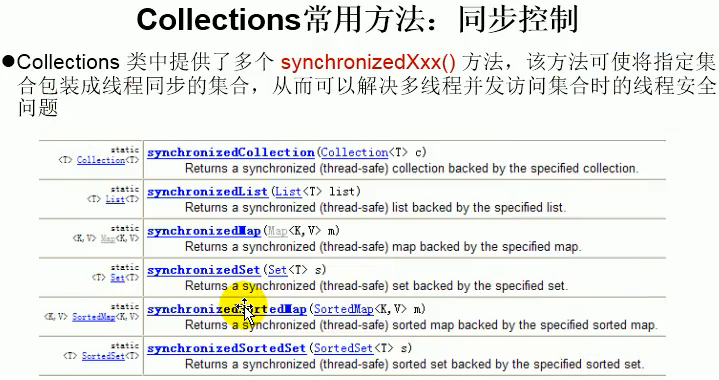 Collections常用方法：同步控制
●Collections 类中提供了多个 synchronizedXxx() 方法，该方法可使将指定集
合包装成线程同步的集合，从而可以解决多线程并发访问集合时的线程安全
问题
static
<T> Collection<T>
synchronizedCollection(Collection<T> c)
Returns a synchronized (thread-safe) collection backed by the specified collection.
static
<T> List<T>
synchronizedList(List<T> list)
Returns a synchronized (thread-safe) list backed by the specified list.
static
<K,V> Map<K,V>
synchronizedMap(Map<K,V> m)
Returns a synchronized (thread-safe) map backed by the specified map.
static
<T> Set<T>
synchronizedSet(Set<T> s)
Returns a synchronized (thread-safe) set backed by the specified set.
static
<K,V> SortedMap<K,V>
synchronizedSortedMap(SortedMap<K,V> m)
Returns a synchronized (thread-safe) sorted map backed by the specified sorted map.
static
<T> SortedSet<T>
synchronizedSortedSet(SortedSet<T> s)
Returns a synchronized (thread-safe) sorted set backed by the specified sorted set.